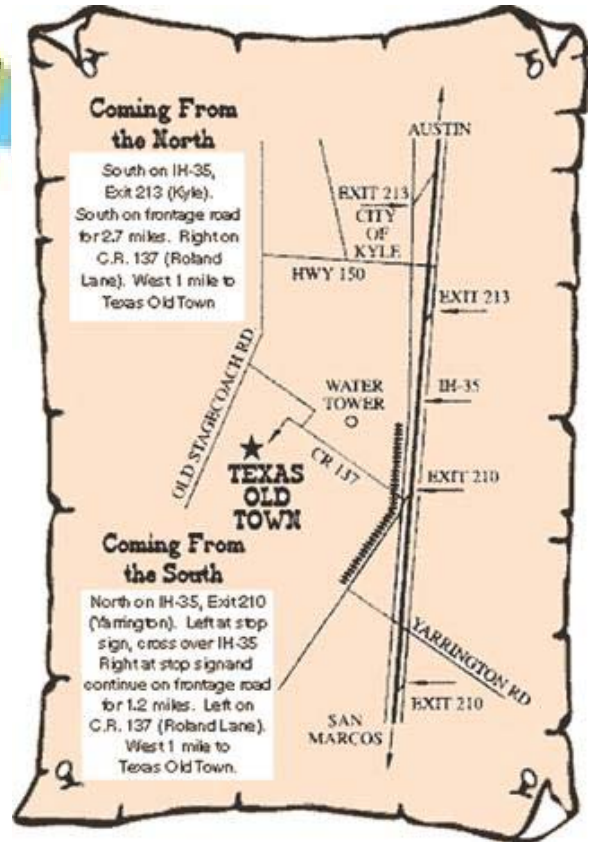 Coming From
the North
South on IH-35,
Exit 213 (Kyle).
South on frontage road
for 2.7 miles. Right on
C.R. 137 (Roland
Lane). West 1 mile to
Texas Old Town
AUSTIN
EXIT 213
CITY
OF
KYLE
HWY 150
EXIT 213
OLD STAGECOACH RD.
WATER
TOWER
IH-35
CR 137
TEXAS
OLD
TOWN
EXIT 210
Coming From
the South
North on IH-35, Exit 210
(Yarrington). Left at stop
sign, cross over IH-35
Right at stop signand
continue on frontage road
for 1.2 miles. Left on
C.R. 137 (Roland Lane).
West 1 mile to
Texas Old Town.
YARRINGTON RD
EXIT 210
SAN
MARCOS